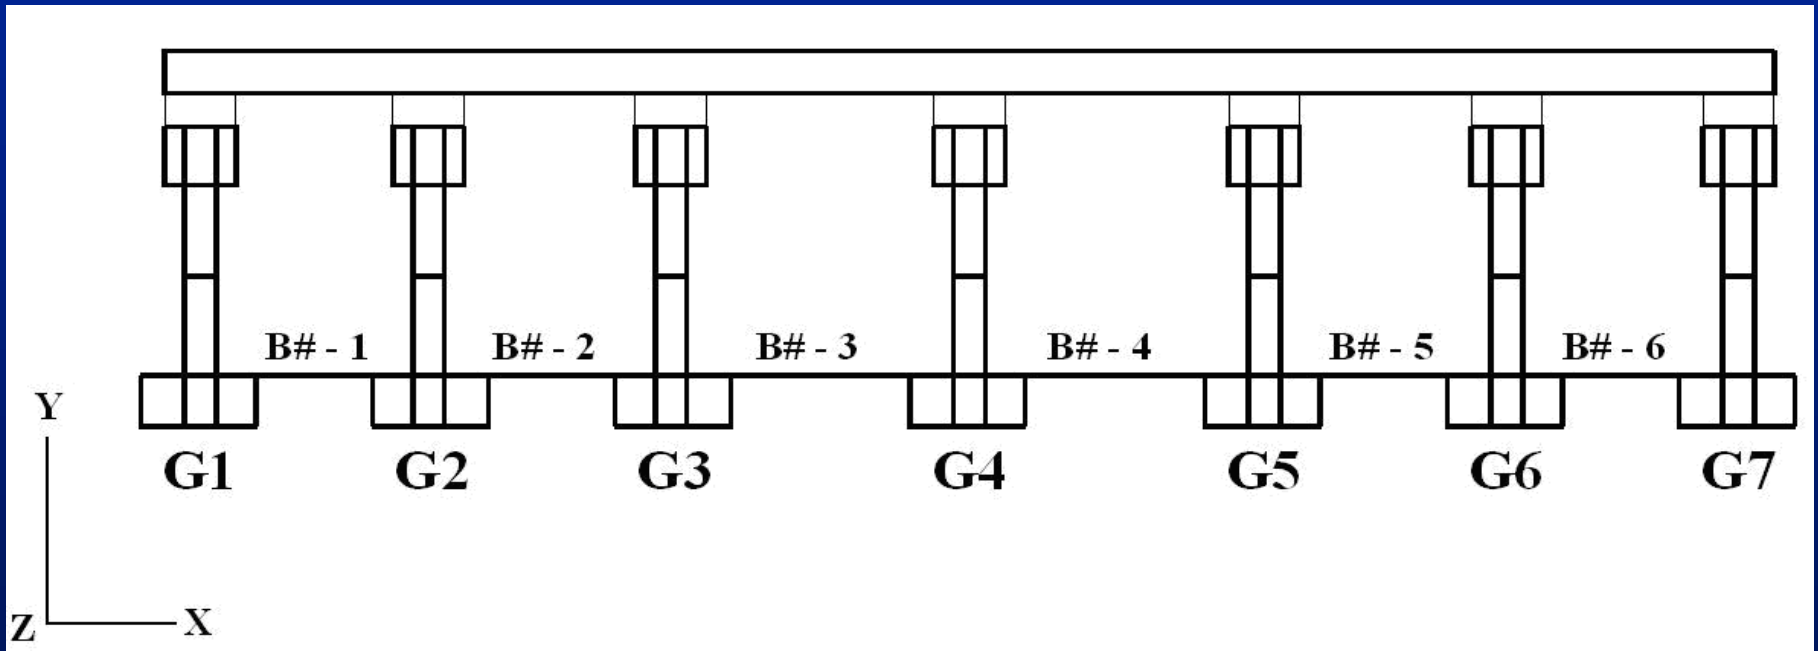 B# - 1 B# - 2 B# - 3 B# - 4 B# - 5 B# - 6
Y
G1 G2 G3 G4 G5 G6 G7
Z X